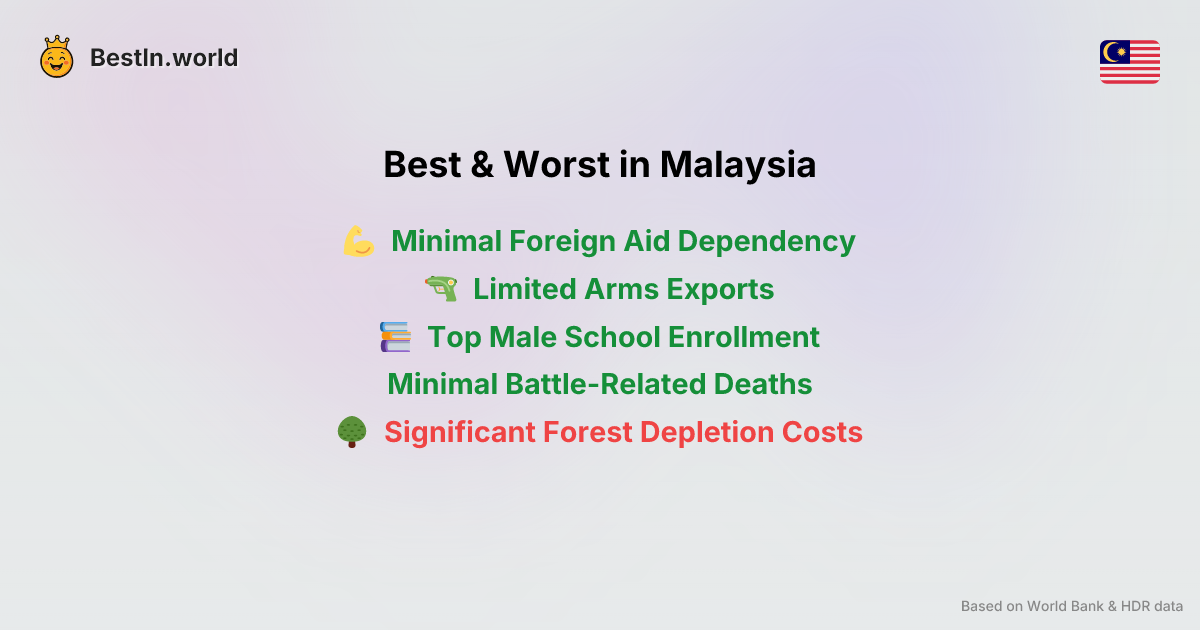 BestIn.world
Best & Worst in Malaysia
Minimal Foreign Aid Dependency
Limited Arms Exports
Top Male School Enrollment
Minimal Battle-Related Deaths
Significant Forest Depletion Costs
Based on World Bank & HDR data